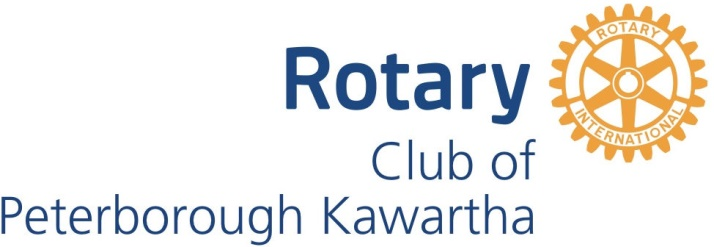 Rotary
Club of
Peterborough Kawartha
ROTARY
INTERNATIONAL